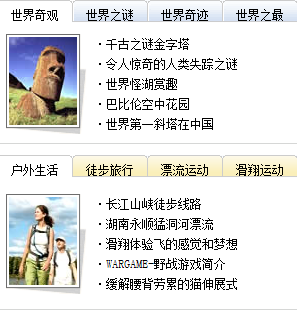 世界奇观 世界之谜 世界奇迹 世界之最
·千古之谜金字塔
·令人惊奇的人类失踪之谜
·世界怪湖赏趣
·巴比伦空中花园
·世界第一斜塔在中国
户外生活 徒步旅行 漂流运动 滑翔运动
·长江山峡徒步线路
·湖南永顺猛洞河漂流
·滑翔体验飞的感觉和梦想
·WARGAME-野战游戏简介
·缓解腰背劳累的猫伸展式